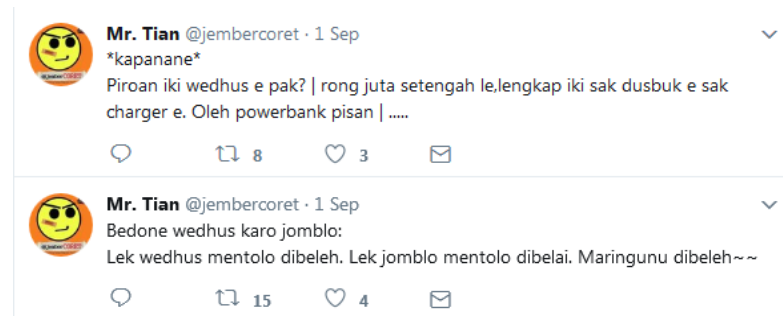 Mr. Tian @jembercoret · 1 Sep
*kapanane*
Piroan iki wedhus e pak? | rong juta setengah le,lengkap iki sak dusbuk e sak
charger e. Oleh powerbank pisan | .....
8 3
Mr. Tian @jembercoret · 1 Sep
Bedone wedhus karo jomblo:
Lek wedhus mentolo dibeleh. Lek jomblo mentolo dibelai. Maringunu dibeleh~~
15 4